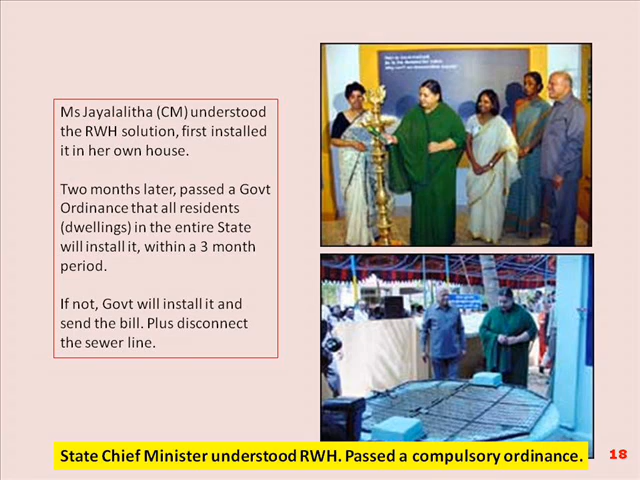 Ms Jayalalitha (CM) understood
the RWH solution, first installed
it in her own house.
Two months later, passed a Govt
Ordinance that all residents
(dwellings) in the entire State
will install it, within a 3 month
period.
If not, Govt will install it and
send the bill. Plus disconnect
the sewer line.
State Chief Minister understood RWH. Passed a compulsory ordinance.
18